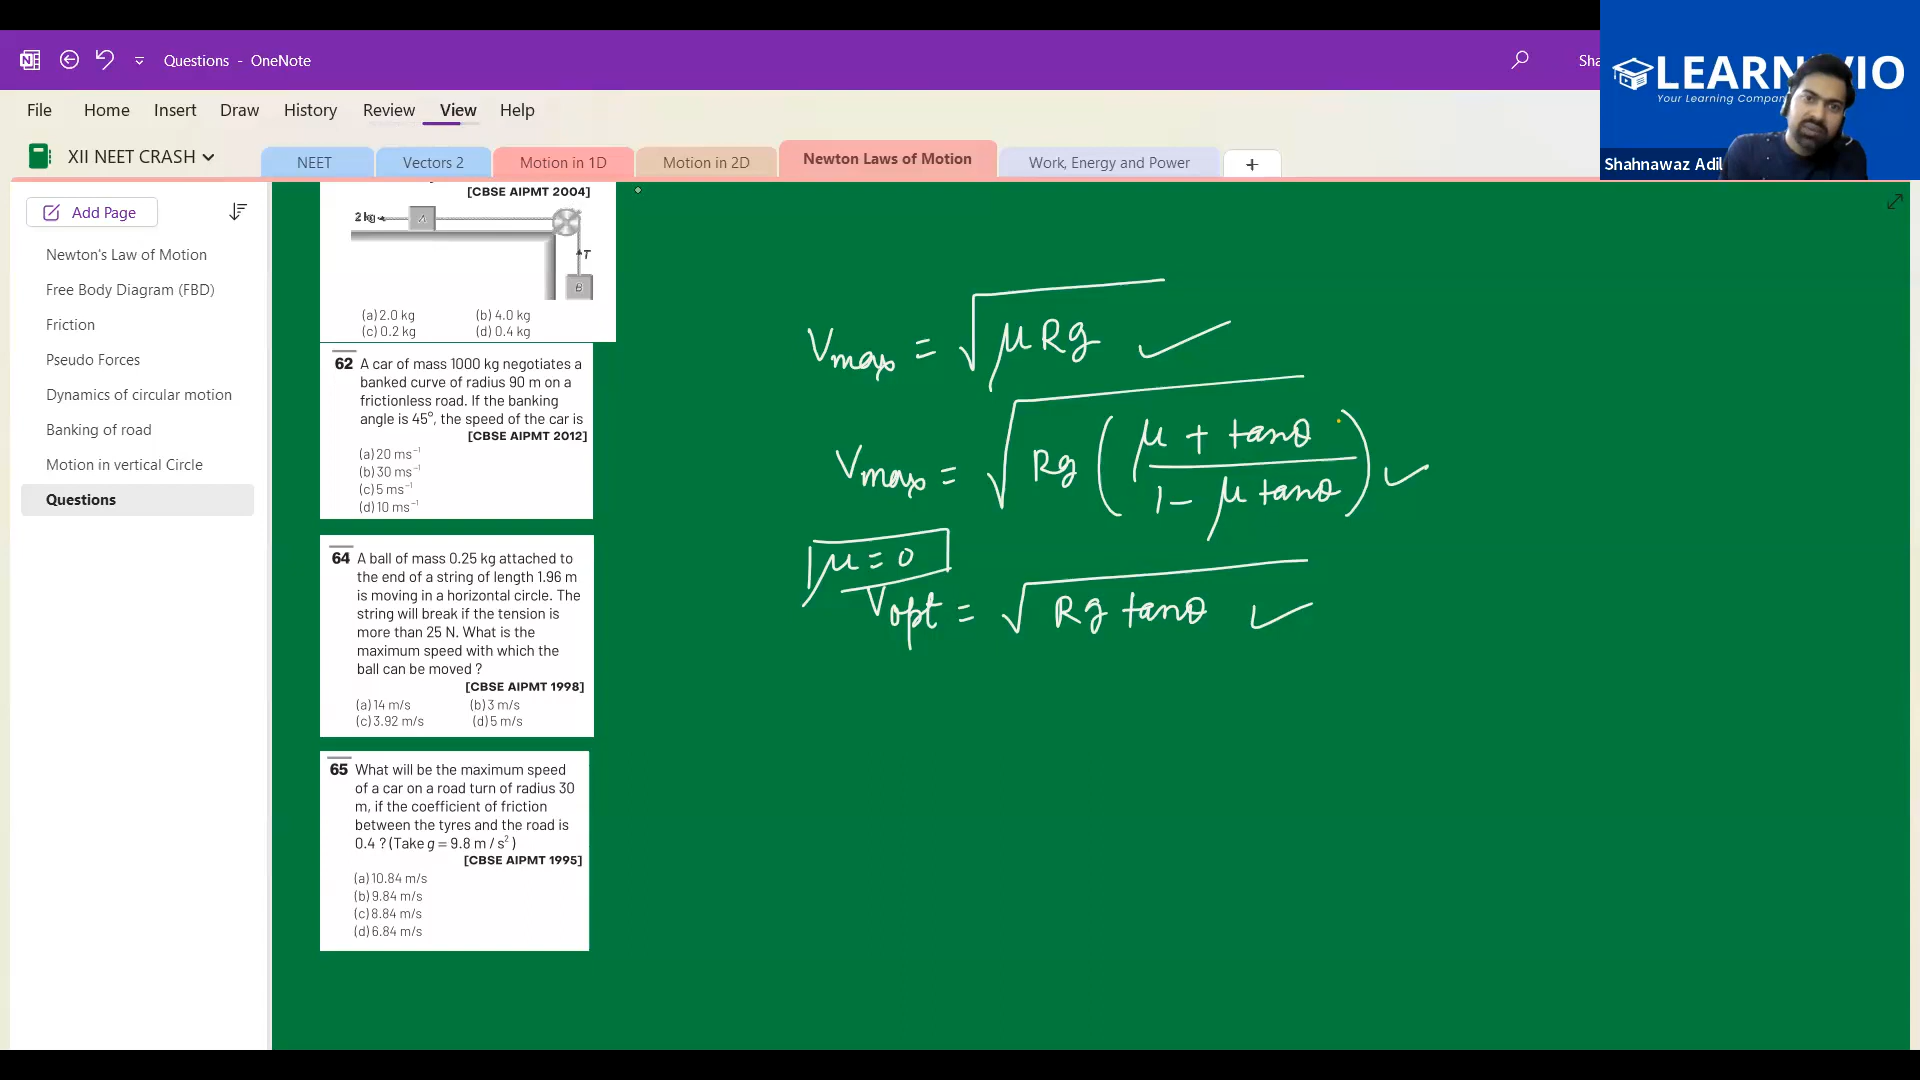 Questions - OneNote
Sha
LEARN VIO
Your Learning Compan
Shahnawaz Adil
File Home Insert Draw History Review View Help
XII NEET CRASH
NEET
Vectors 2
Motion in 1D
Motion in 2D
Newton Laws of Motion
Work, Energy and Power
+
Add Page
Newton's Law of Motion
Free Body Diagram (FBD)
Friction
Pseudo Forces
Dynamics of circular motion
Banking of road
Motion in vertical Circle
Questions
[CBSE AIPMT 2004]
2 kg A
T
B
(a) 2.0 kg (b) 4.0 kg
(c) 0.2 kg (d) 0.4 kg
62 A car of mass 1000 kg negotiates a
banked curve of radius 90 m on a
frictionless road. If the banking
angle is 45°, the speed of the car is
[CBSE AIPMT 2012]
(a) 20 ms⁻¹
(b) 30 ms⁻¹
(c) 5 ms⁻¹
(d) 10 ms⁻¹
64 A ball of mass 0.25 kg attached to
the end of a string of length 1.96 m
is moving in a horizontal circle. The
string will break if the tension is
more than 25 N. What is the
maximum speed with which the
ball can be moved ?
[CBSE AIPMT 1998]
(a) 14 m/s (b) 3 m/s
(c) 3.92 m/s (d) 5 m/s
65 What will be the maximum speed
of a car on a road turn of radius 30
m, if the coefficient of friction
between the tyres and the road is
0.4 ? (Take g = 9.8 m / s²)
[CBSE AIPMT 1995]
(a) 10.84 m/s
(b) 9.84 m/s
(c) 8.84 m/s
(d) 6.84 m/s
Vmax = √μRg ✓
Vmax = √Rg (μ + tanθ / 1 - μ tanθ) ✓
μ = 0
Vopt = √Rg tanθ ✓